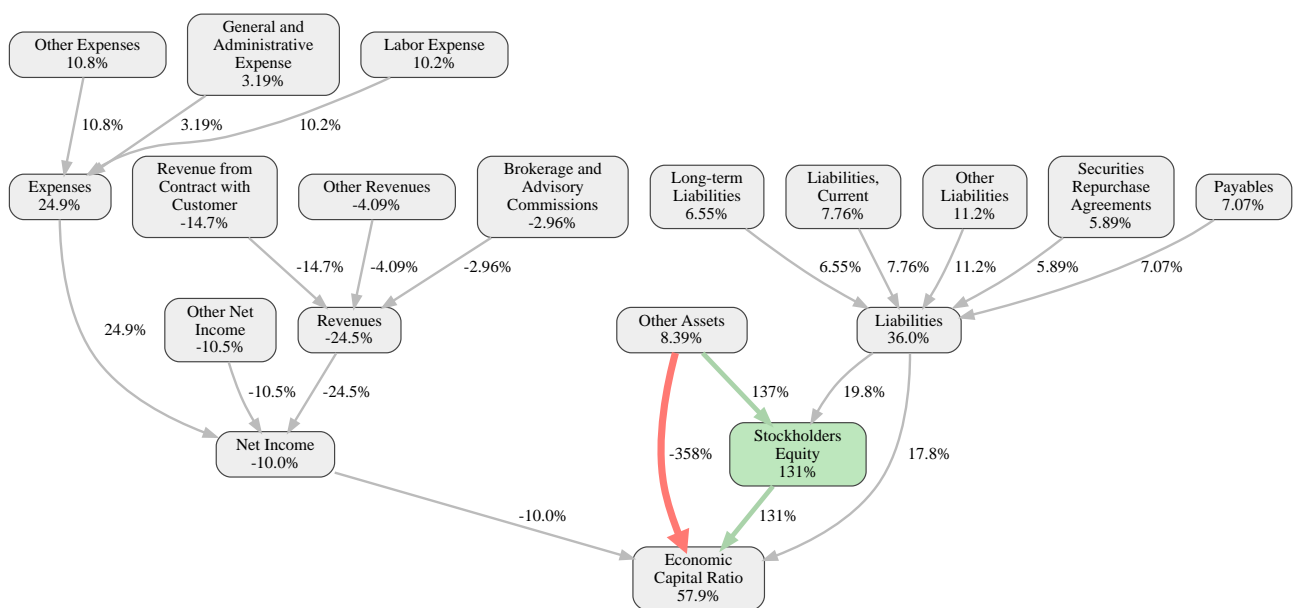 Other Expenses
10.8%
General and
Administrative
Expense
3.19%
Labor Expense
10.2%
10.8%
3.19%
10.2%
Expenses
24.9%
Revenue from
Contract with
Customer
-14.7%
Other Revenues
-4.09%
Brokerage and
Advisory
Commissions
-2.96%
Long-term
Liabilities
6.55%
Liabilities,
Current
7.76%
Other
Liabilities
11.2%
Securities
Repurchase
Agreements
5.89%
Payables
7.07%
-14.7%
-4.09%
-2.96%
6.55%
7.76%
11.2%
5.89%
7.07%
Other Net
Income
-10.5%
Revenues
-24.5%
Other Assets
8.39%
Liabilities
36.0%
24.9%
-10.5%
-24.5%
137%
19.8%
Net Income
-10.0%
-358%
Stockholders
Equity
131%
17.8%
-10.0%
131%
Economic
Capital Ratio
57.9%